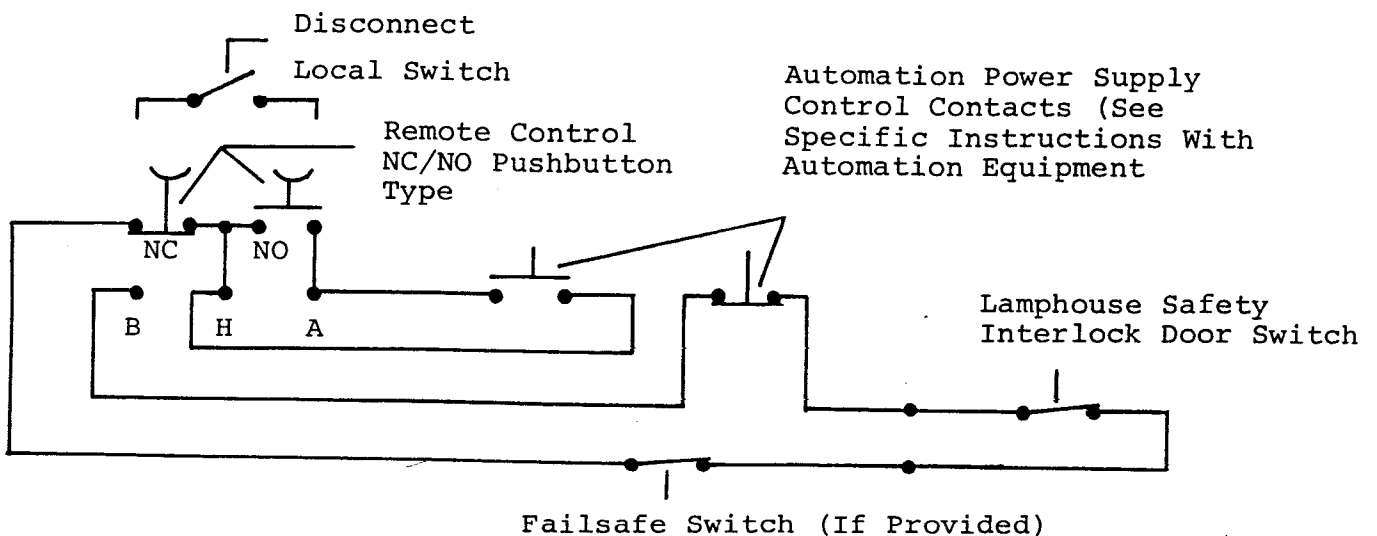 Disconnect
Local Switch
Remote Control
NC/NO Pushbutton
Type
Automation Power Supply
Control Contacts (See
Specific Instructions With
Automation Equipment
NC
NO
B
H
A
Lamphouse Safety
Interlock Door Switch
Failsafe Switch (If Provided)